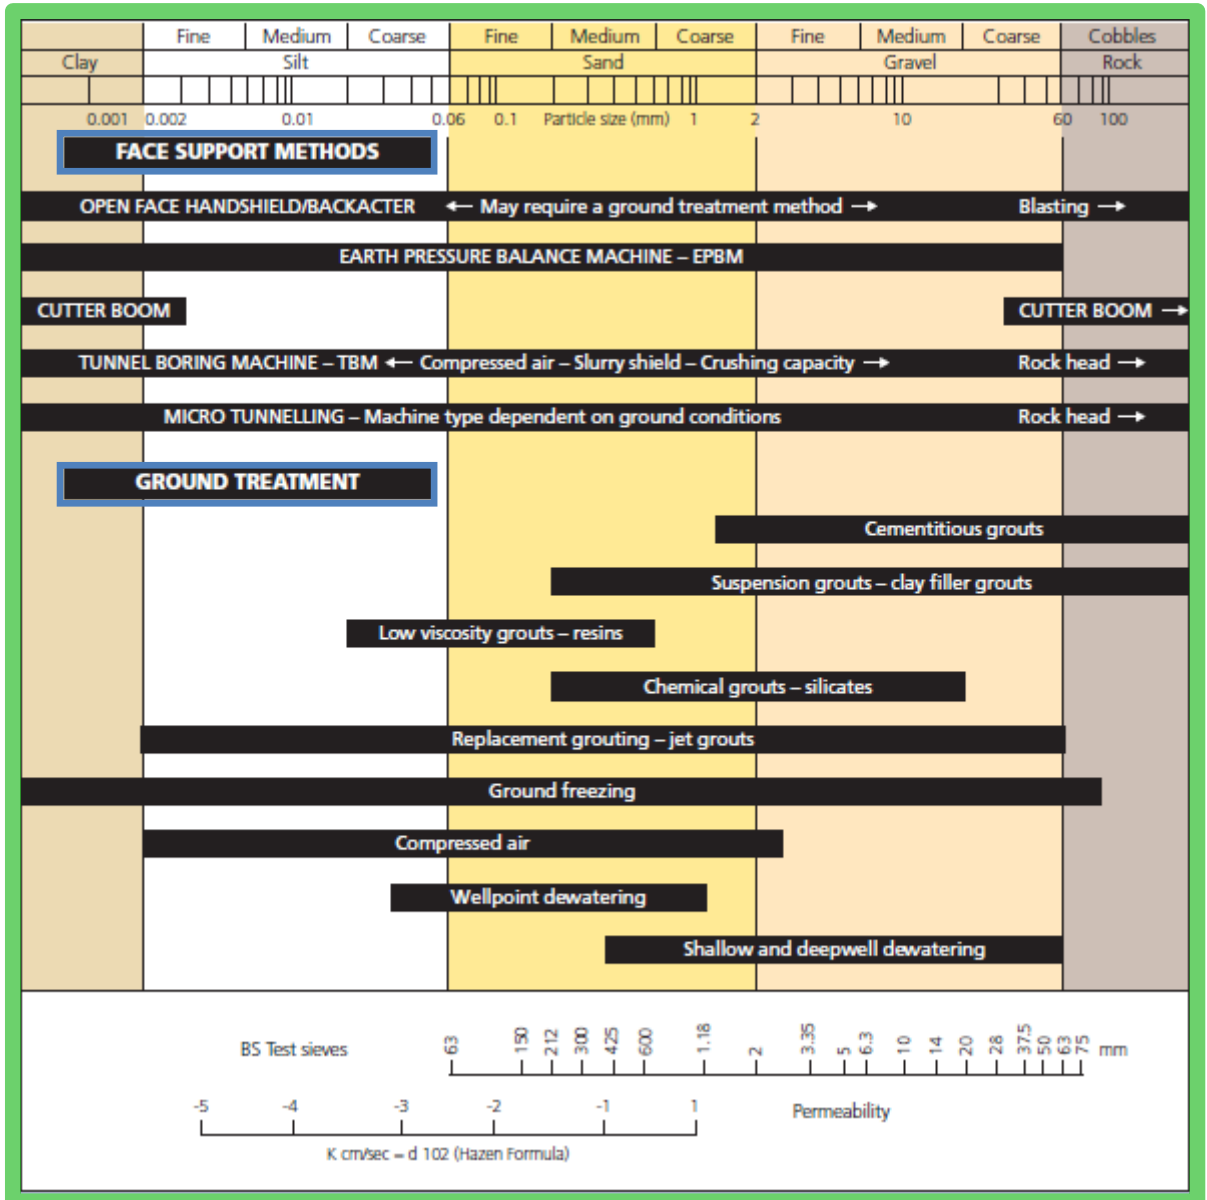 Fine Medium Coarse Fine Medium Coarse Fine Medium Coarse Cobbles
Clay Silt Sand Gravel Rock
0.001 0.002 0.01 0.06 0.1 Particle size (mm) 1 2 10 60 100
FACE SUPPORT METHODS
OPEN FACE HANDSHIELD/BACKACTER ← May require a ground treatment method → Blasting →
EARTH PRESSURE BALANCE MACHINE – EPBM
CUTTER BOOM CUTTER BOOM →
TUNNEL BORING MACHINE – TBM ← Compressed air – Slurry shield – Crushing capacity → Rock head →
MICRO TUNNELLING – Machine type dependent on ground conditions Rock head →
GROUND TREATMENT
Cementitious grouts
Suspension grouts – clay filler grouts
Low viscosity grouts – resins
Chemical grouts – silicates
Replacement grouting – jet grouts
Ground freezing
Compressed air
Wellpoint dewatering
Shallow and deepwell dewatering
BS Test sieves 63 150 212 300 425 600 1.18 2 3.35 5 6.3 10 14 20 28 37.5 50 63 75 mm
-5 -4 -3 -2 -1 1 Permeability
K cm/sec = d 102 (Hazen Formula)